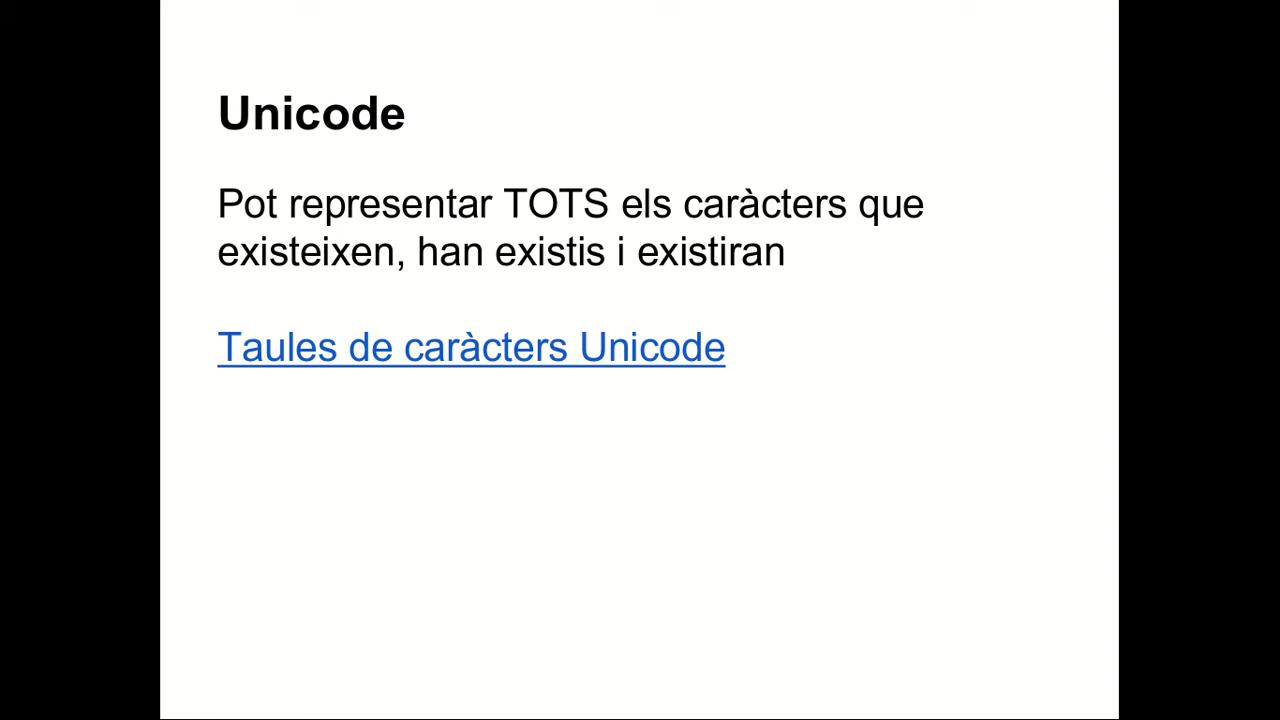 Unicode
Pot representar TOTS els caràcters que
existeixen, han existis i existiran
Taules de caràcters Unicode